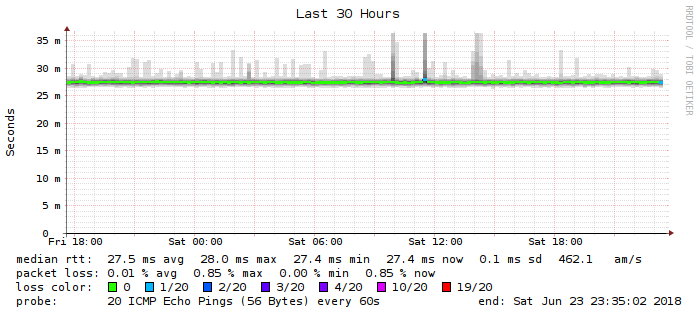 Last 30 Hours
RRDTOOL / TOBI OETIKER
Seconds
35 m
30 m
25 m
20 m
15 m
10 m
5 m
0
Fri 18:00 Sat 00:00 Sat 06:00 Sat 12:00 Sat 18:00
median rtt: 27.5 ms avg 28.0 ms max 27.4 ms min 27.4 ms now 0.1 ms sd 462.1 am/s
packet loss: 0.01 % avg 0.85 % max 0.00 % min 0.85 % now
loss color: 0 1/20 2/20 3/20 4/20 10/20 19/20
probe: 20 ICMP Echo Pings (56 Bytes) every 60s end: Sat Jun 23 23:35:02 2018